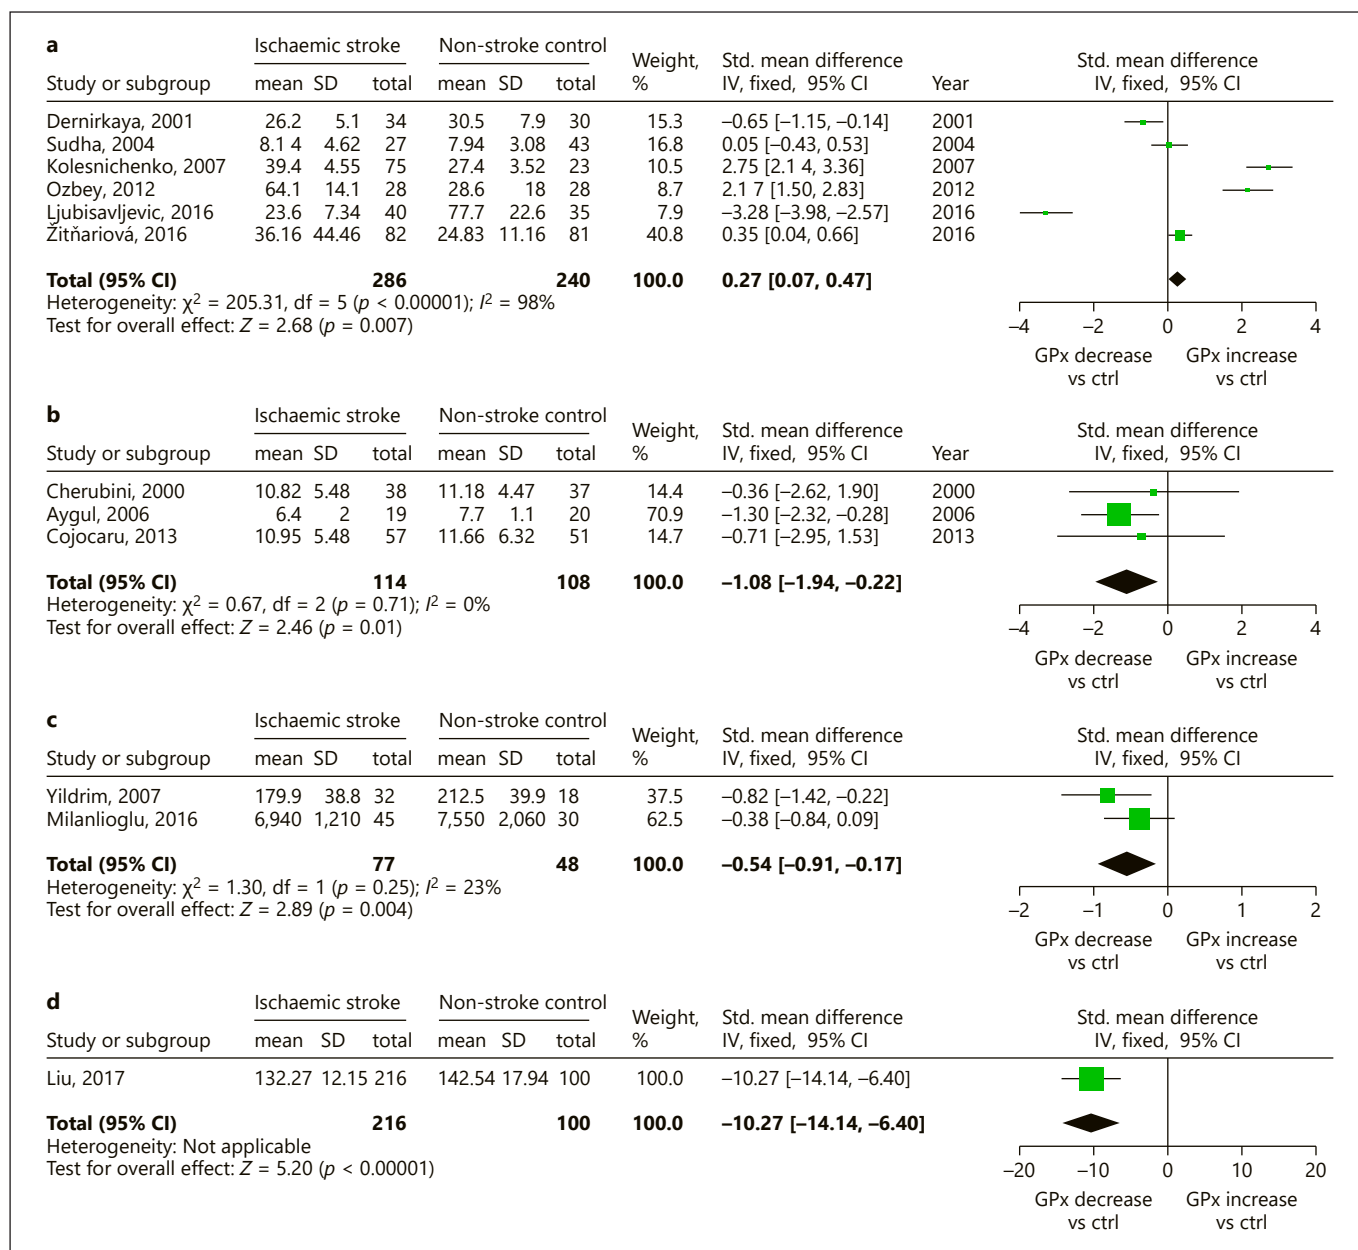 a Ischaemic stroke Non-stroke control Weight, % Std. mean difference IV, fixed, 95% CI Year Std. mean difference IV, fixed, 95% CI
Study or subgroup mean SD total mean SD total
Dernirkaya, 2001 26.2 5.1 34 30.5 7.9 30 15.3 –0.65 [–1.15, –0.14] 2001
Sudha, 2004 8.1 4 4.62 27 7.94 3.08 43 16.8 0.05 [–0.43, 0.53] 2004
Kolesnichenko, 2007 39.4 4.55 75 27.4 3.52 23 10.5 2.75 [2.1 4, 3.36] 2007
Ozbey, 2012 64.1 14.1 28 28.6 18 28 8.7 2.1 7 [1.50, 2.83] 2012
Ljubisavljevic, 2016 23.6 7.34 40 77.7 22.6 35 7.9 –3.28 [–3.98, –2.57] 2016
Žitňariová, 2016 36.16 44.46 82 24.83 11.16 81 40.8 0.35 [0.04, 0.66] 2016
Total (95% CI) 286 240 100.0 0.27 [0.07, 0.47]
Heterogeneity: χ² = 205.31, df = 5 (p < 0.00001); I² = 98%
Test for overall effect: Z = 2.68 (p = 0.007)
–4 –2 0 2 4
GPx decrease vs ctrl GPx increase vs ctrl
b Ischaemic stroke Non-stroke control Weight, % Std. mean difference IV, fixed, 95% CI Year Std. mean difference IV, fixed, 95% CI
Study or subgroup mean SD total mean SD total
Cherubini, 2000 10.82 5.48 38 11.18 4.47 37 14.4 –0.36 [–2.62, 1.90] 2000
Aygul, 2006 6.4 2 19 7.7 1.1 20 70.9 –1.30 [–2.32, –0.28] 2006
Cojocaru, 2013 10.95 5.48 57 11.66 6.32 51 14.7 –0.71 [–2.95, 1.53] 2013
Total (95% CI) 114 108 100.0 –1.08 [–1.94, –0.22]
Heterogeneity: χ² = 0.67, df = 2 (p = 0.71); I² = 0%
Test for overall effect: Z = 2.46 (p = 0.01)
–4 –2 0 2 4
GPx decrease vs ctrl GPx increase vs ctrl
c Ischaemic stroke Non-stroke control Weight, % Std. mean difference IV, fixed, 95% CI Std. mean difference IV, fixed, 95% CI
Study or subgroup mean SD total mean SD total
Yildrim, 2007 179.9 38.8 32 212.5 39.9 18 37.5 –0.82 [–1.42, –0.22]
Milanlioglu, 2016 6,940 1,210 45 7,550 2,060 30 62.5 –0.38 [–0.84, 0.09]
Total (95% CI) 77 48 100.0 –0.54 [–0.91, –0.17]
Heterogeneity: χ² = 1.30, df = 1 (p = 0.25); I² = 23%
Test for overall effect: Z = 2.89 (p = 0.004)
–2 –1 0 1 2
GPx decrease vs ctrl GPx increase vs ctrl
d Ischaemic stroke Non-stroke control Weight, % Std. mean difference IV, fixed, 95% CI Std. mean difference IV, fixed, 95% CI
Study or subgroup mean SD total mean SD total
Liu, 2017 132.27 12.15 216 142.54 17.94 100 100.0 –10.27 [–14.14, –6.40]
Total (95% CI) 216 100 100.0 –10.27 [–14.14, –6.40]
Heterogeneity: Not applicable
Test for overall effect: Z = 5.20 (p < 0.00001)
–20 –10 0 10 20
GPx decrease vs ctrl GPx increase vs ctrl